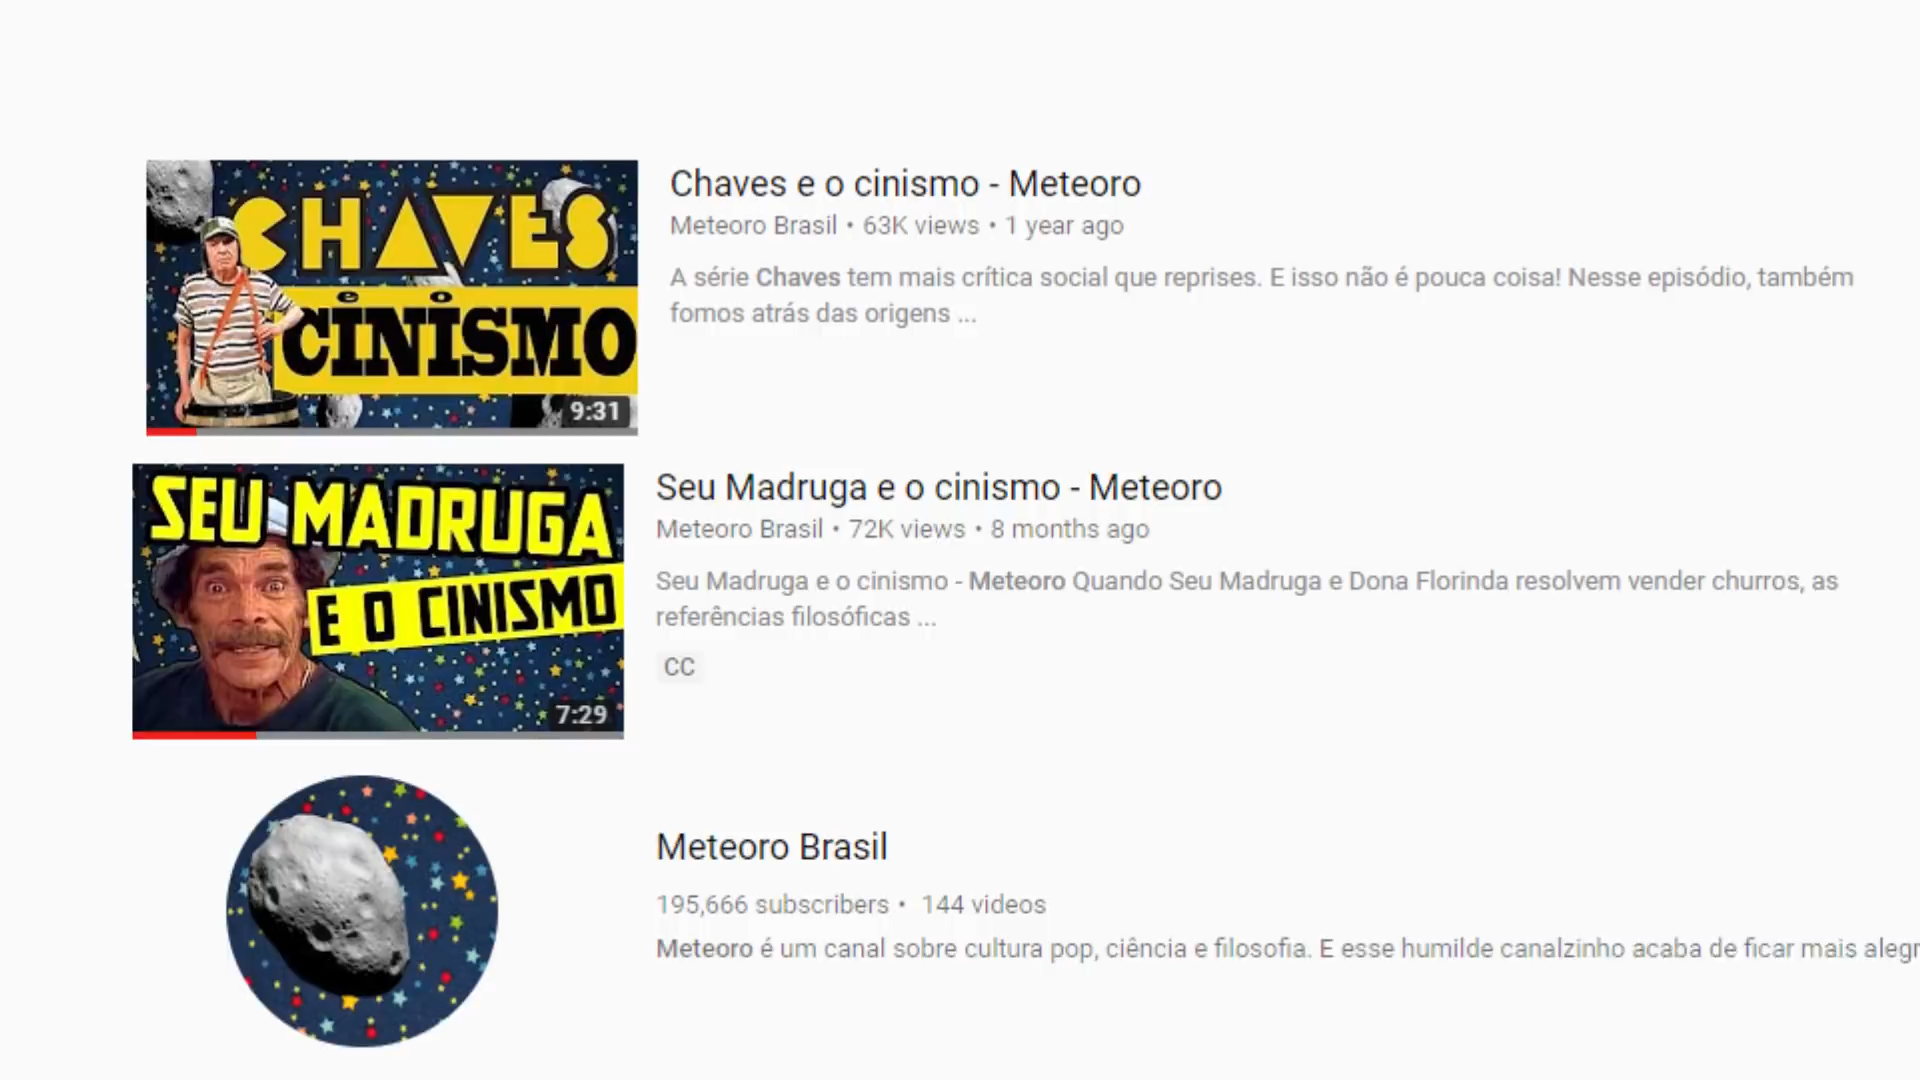 CHAVES
e o
CINISMO
9:31
Chaves e o cinismo - Meteoro
Meteoro Brasil • 63K views • 1 year ago
A série Chaves tem mais crítica social que reprises. E isso não é pouca coisa! Nesse episódio, também
fomos atrás das origens ...
SEU MADRUGA
E O CINISMO
7:29
Seu Madruga e o cinismo - Meteoro
Meteoro Brasil • 72K views • 8 months ago
Seu Madruga e o cinismo - Meteoro Quando Seu Madruga e Dona Florinda resolvem vender churros, as
referências filosóficas ...
CC
Meteoro Brasil
195,666 subscribers • 144 videos
Meteoro é um canal sobre cultura pop, ciência e filosofia. E esse humilde canalzinho acaba de ficar mais alegr